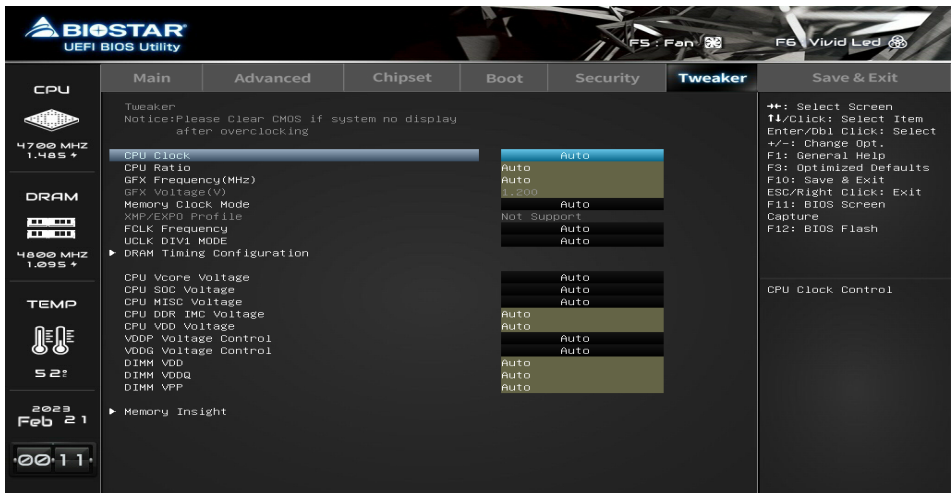 BIOSTAR
UEFI BIOS Utility
F5 : Fan
F6 Vivid Led
Main Advanced Chipset Boot Security Tweaker Save & Exit
CPU
4700 MHZ
1.485
DRAM
4800 MHZ
1.095
TEMP
52
2023
Feb 21
00:11
Tweaker
Notice:Please Clear CMOS if system no display
after overclocking
CPU Clock Auto
CPU Ratio Auto
GFX Frequency(MHz) Auto
GFX Voltage(V) 1.200
Memory Clock Mode Auto
XMP/EXPO Profile Not Support
FCLK Frequency Auto
UCLK DIV1 MODE Auto
DRAM Timing Configuration
CPU Vcore Voltage Auto
CPU SOC Voltage Auto
CPU MISC Voltage Auto
CPU DDR IMC Voltage Auto
CPU VDD Voltage Auto
VDDP Voltage Control Auto
VDDG Voltage Control Auto
DIMM VDD Auto
DIMM VDDQ Auto
DIMM VPP Auto
Memory Insight
→←: Select Screen
↑↓/Click: Select Item
Enter/Dbl Click: Select
+/-: Change Opt.
F1: General Help
F3: Optimized Defaults
F10: Save & Exit
ESC/Right Click: Exit
F11: BIOS Screen
Capture
F12: BIOS Flash
CPU Clock Control